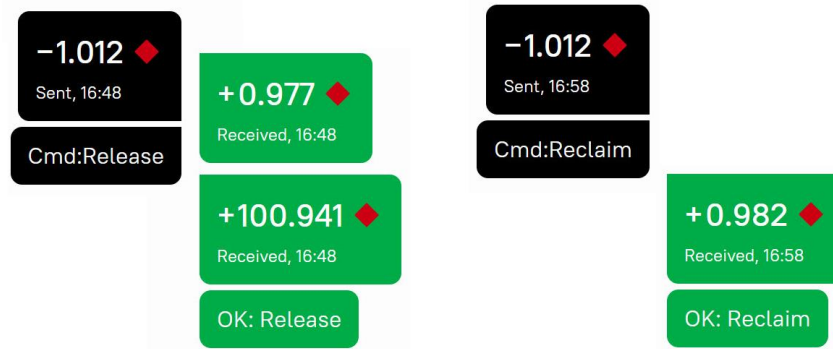 −1.012
Sent, 16:48
Cmd:Release
+0.977
Received, 16:48
+100.941
Received, 16:48
OK: Release
−1.012
Sent, 16:58
Cmd:Reclaim
+0.982
Received, 16:58
OK: Reclaim